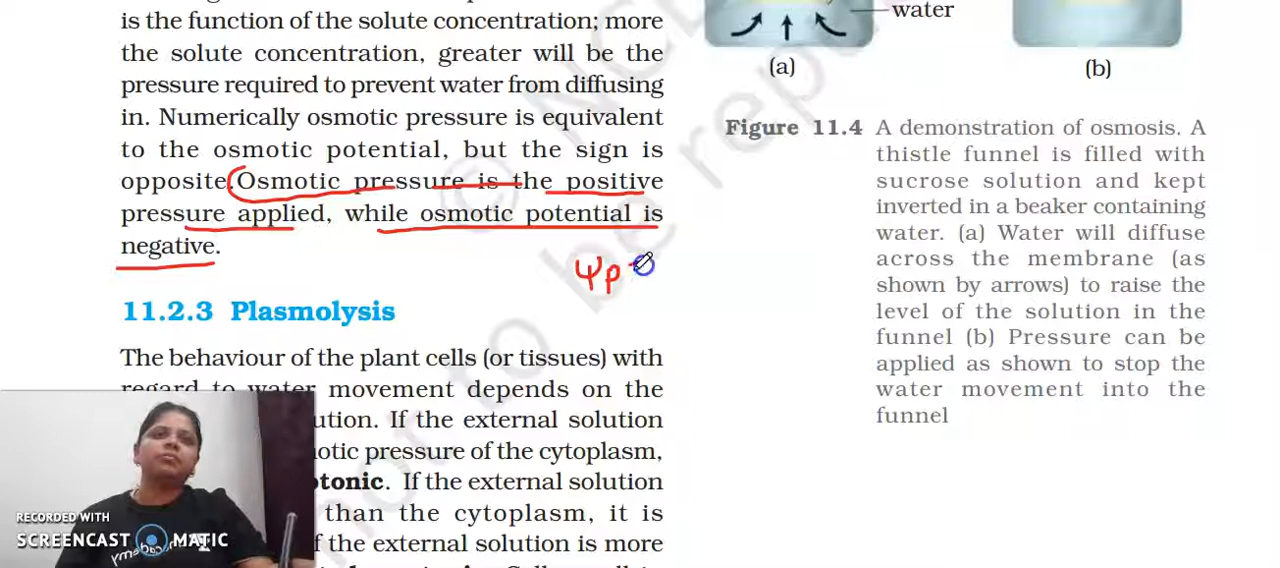 is the function of the solute concentration; more
the solute concentration, greater will be the
pressure required to prevent water from diffusing
in. Numerically osmotic pressure is equivalent
to the osmotic potential, but the sign is
opposite.Osmotic pressure is the positive
pressure applied, while osmotic potential is
negative.
Ψp
11.2.3 Plasmolysis
The behaviour of the plant cells (or tissues) with
regard to water movement depends on the
ution. If the external solution
otic pressure of the cytoplasm,
otonic. If the external solution
than the cytoplasm, it is
f the external solution is more
water
(a)
(b)
Figure 11.4 A demonstration of osmosis. A
thistle funnel is filled with
sucrose solution and kept
inverted in a beaker containing
water. (a) Water will diffuse
across the membrane (as
shown by arrows) to raise the
level of the solution in the
funnel (b) Pressure can be
applied as shown to stop the
water movement into the
funnel
not to be repu
© NCE
RECORDED WITH
SCREENCAST MATIC